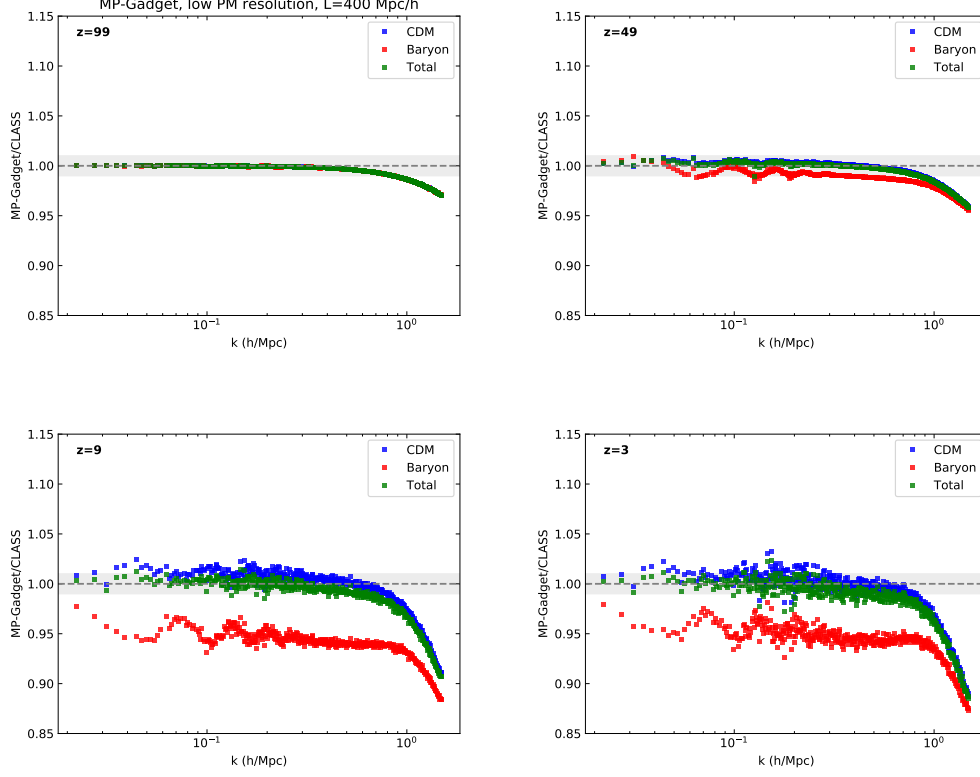 MP-Gadget, low PM resolution, L=400 Mpc/h
z=99
CDM
Baryon
Total
1.15
1.10
1.05
1.00
0.95
0.90
0.85
MP-Gadget/CLASS
10⁻¹
10⁰
k (h/Mpc)
z=49
CDM
Baryon
Total
1.15
1.10
1.05
1.00
0.95
0.90
0.85
MP-Gadget/CLASS
10⁻¹
10⁰
k (h/Mpc)
z=9
CDM
Baryon
Total
1.15
1.10
1.05
1.00
0.95
0.90
0.85
MP-Gadget/CLASS
10⁻¹
10⁰
k (h/Mpc)
z=3
CDM
Baryon
Total
1.15
1.10
1.05
1.00
0.95
0.90
0.85
MP-Gadget/CLASS
10⁻¹
10⁰
k (h/Mpc)